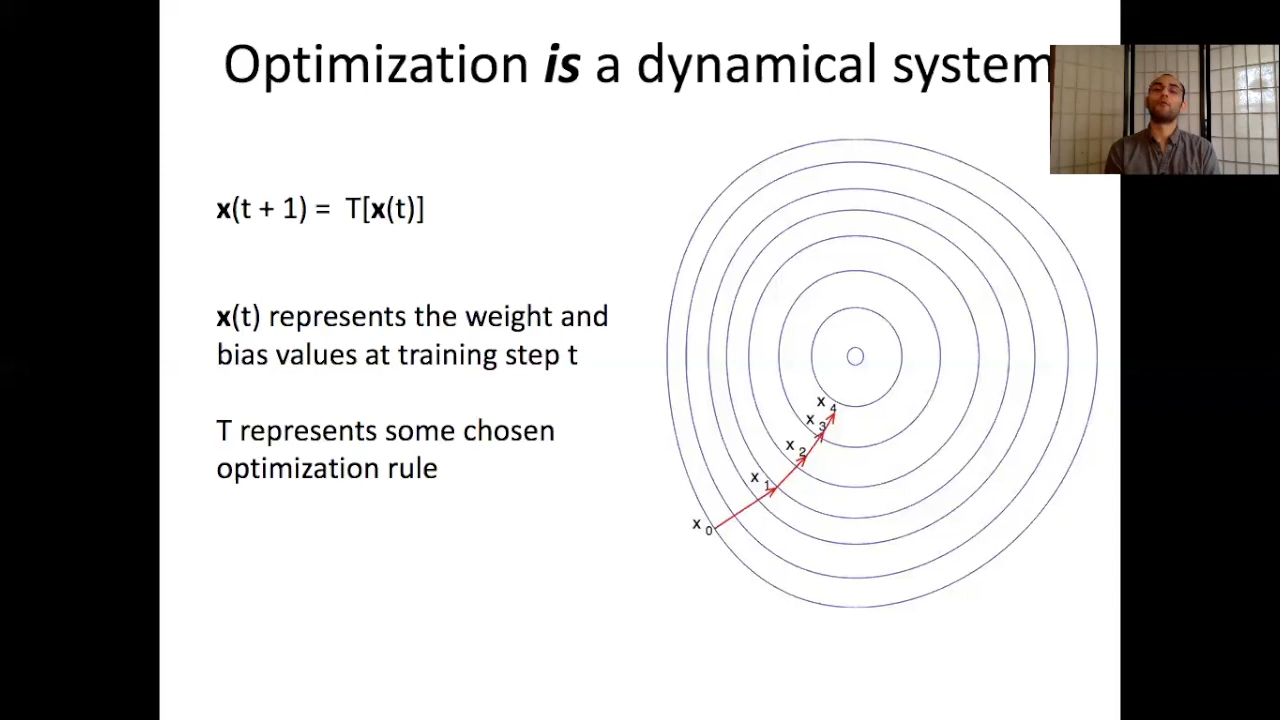 Optimization is a dynamical system
x(t + 1) = T[x(t)]
x(t) represents the weight and
bias values at training step t
T represents some chosen
optimization rule
x 4
x 3
x 2
x 1
x 0